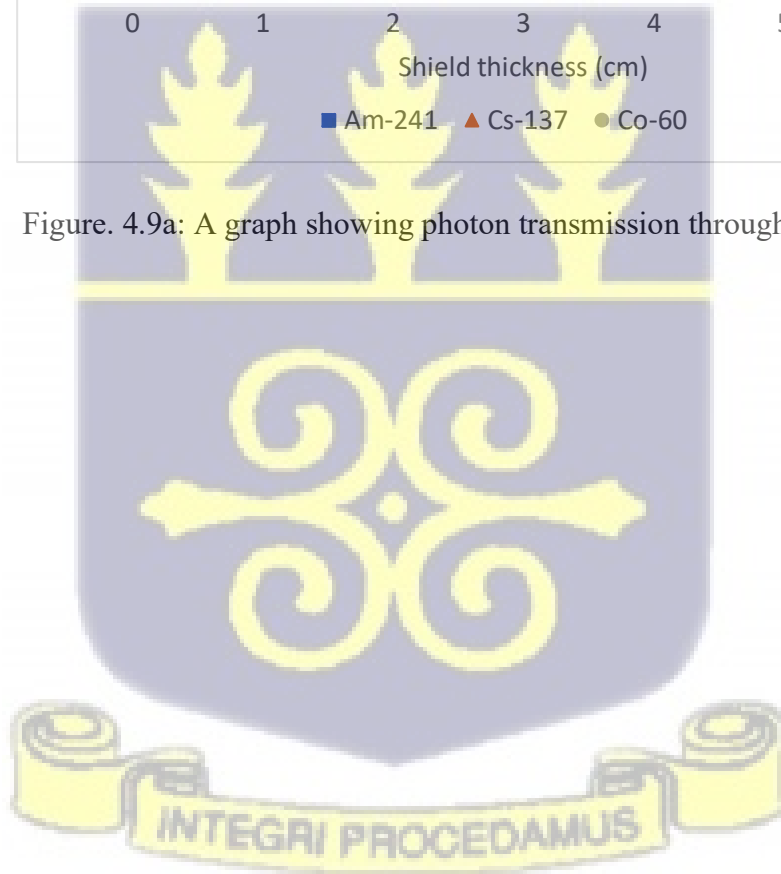 0 1 2 3 4 5
Shield thickness (cm)
Am-241 Cs-137 Co-60
Figure. 4.9a: A graph showing photon transmission through
INTEGRI PROCEDAMUS